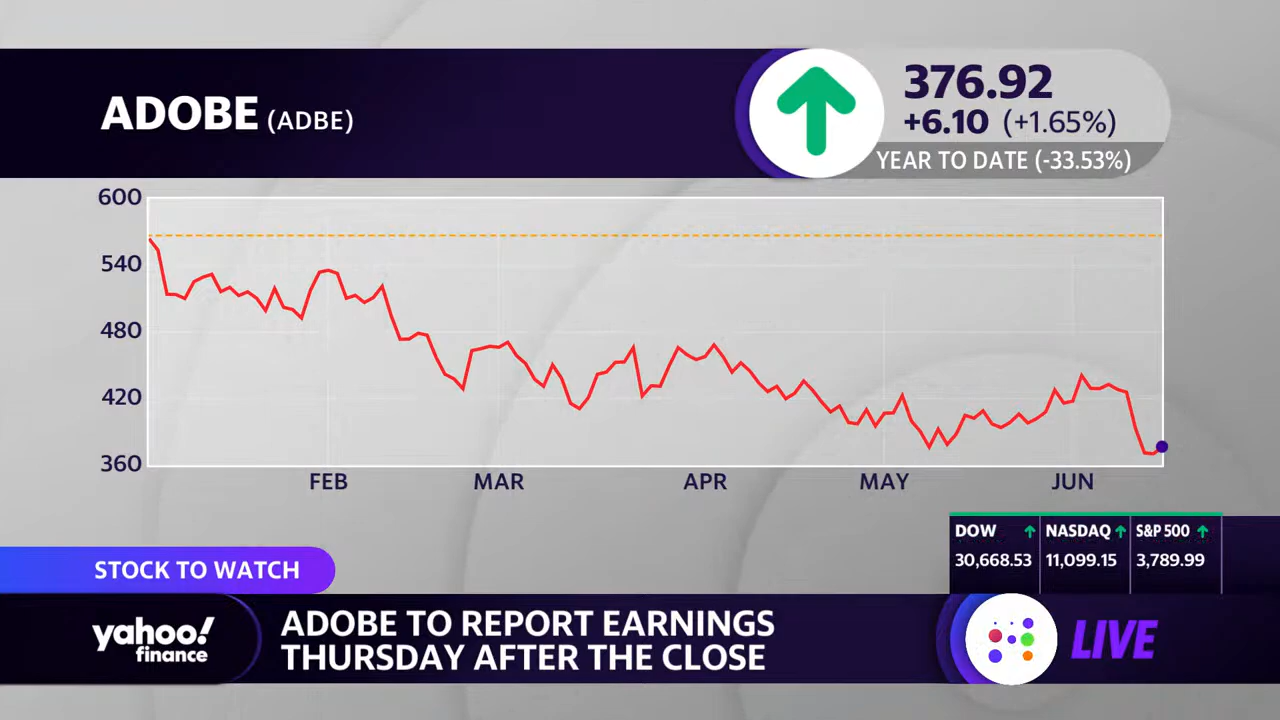 ADOBE (ADBE)
376.92
+6.10 (+1.65%)
YEAR TO DATE (-33.53%)
600
540
480
420
360
FEB MAR APR MAY JUN
DOW NASDAQ S&P 500
30,668.53 11,099.15 3,789.99
STOCK TO WATCH
yahoo!
finance
ADOBE TO REPORT EARNINGS
THURSDAY AFTER THE CLOSE
LIVE